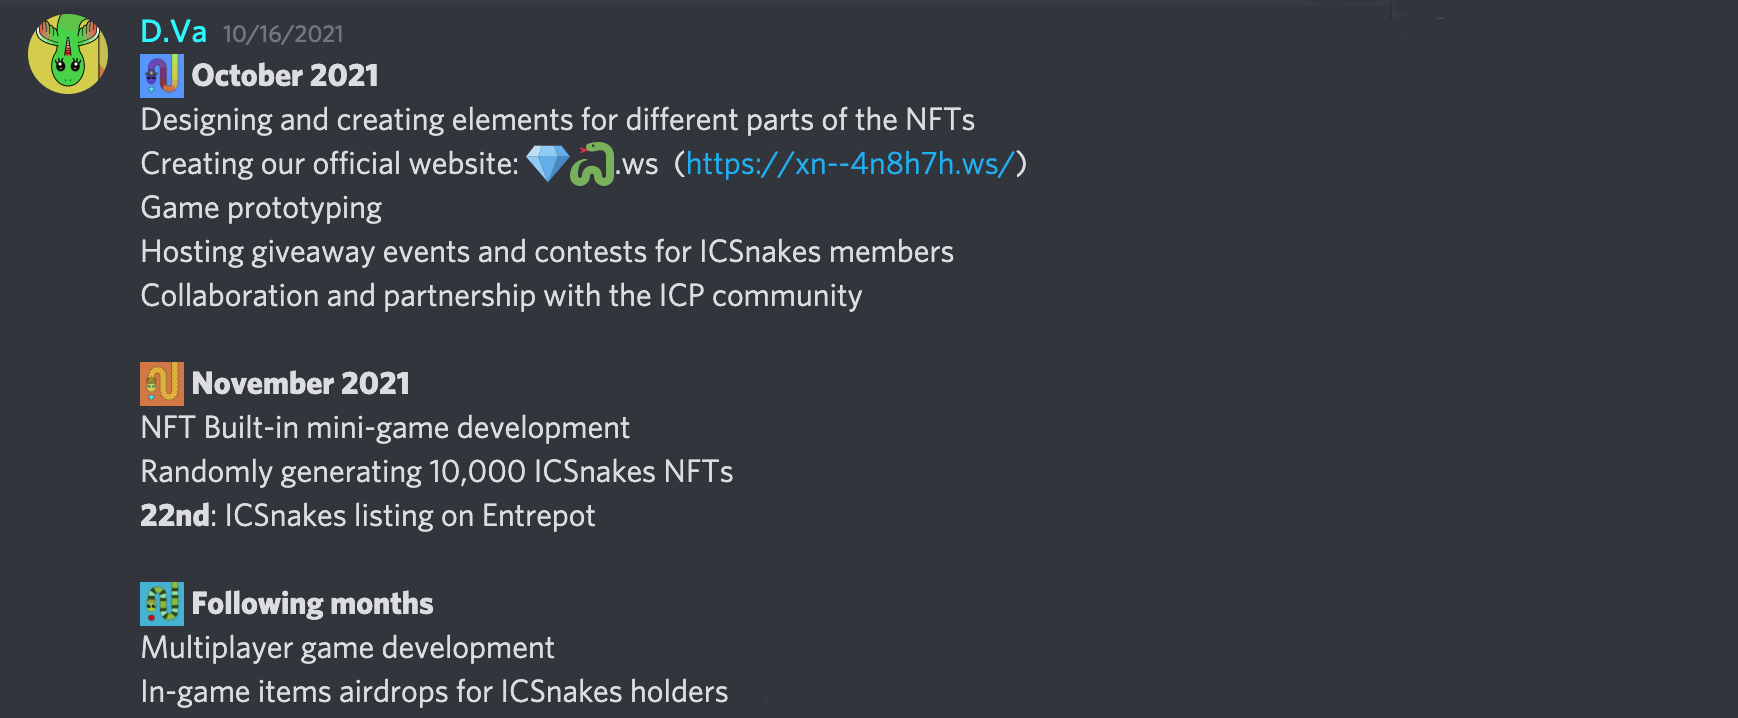 D.Va 10/16/2021
October 2021
Designing and creating elements for different parts of the NFTs
Creating our official website: 💎🐍.ws (https://xn--4n8h7h.ws/)
Game prototyping
Hosting giveaway events and contests for ICSnakes members
Collaboration and partnership with the ICP community
November 2021
NFT Built-in mini-game development
Randomly generating 10,000 ICSnakes NFTs
22nd: ICSnakes listing on Entrepot
Following months
Multiplayer game development
In-game items airdrops for ICSnakes holders